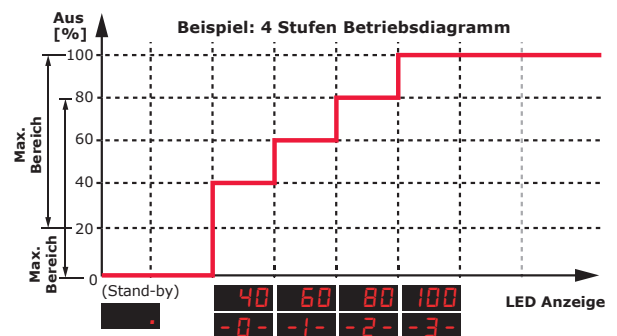 Aus
[%]
Beispiel: 4 Stufen Betriebsdiagramm
100
80
60
40
20
0
Max.
Bereich
Max.
Bereich
(Stand-by)
.
40 60 80 100
-0- -1- -2- -3-
LED Anzeige